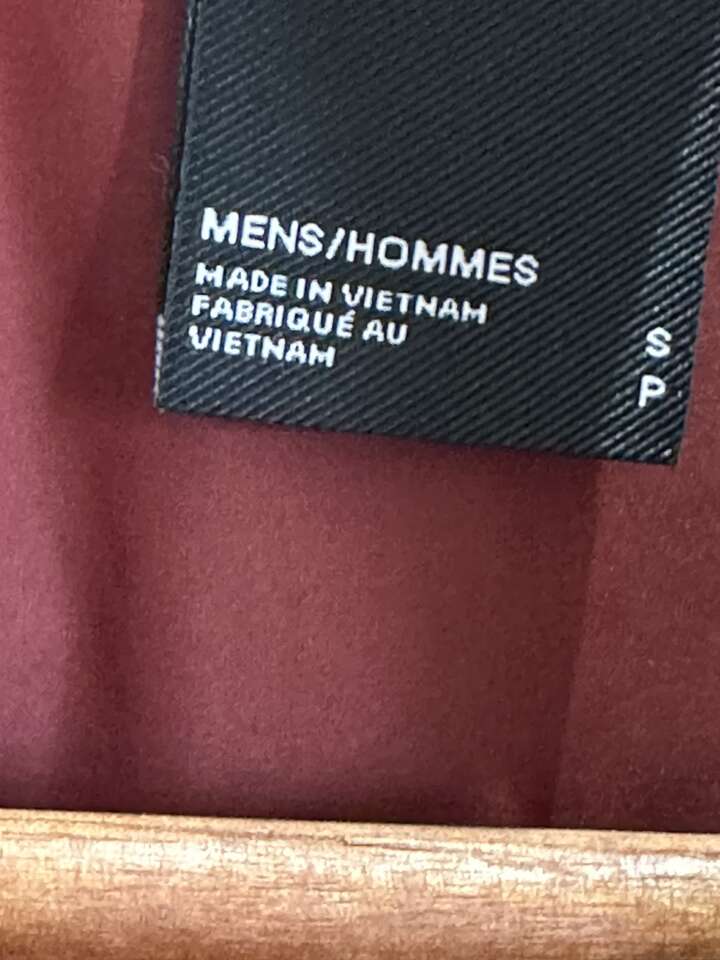 MENS/HOMMES
MADE IN VIETNAM
FABRIQUÉ AU
VIETNAM
S
P